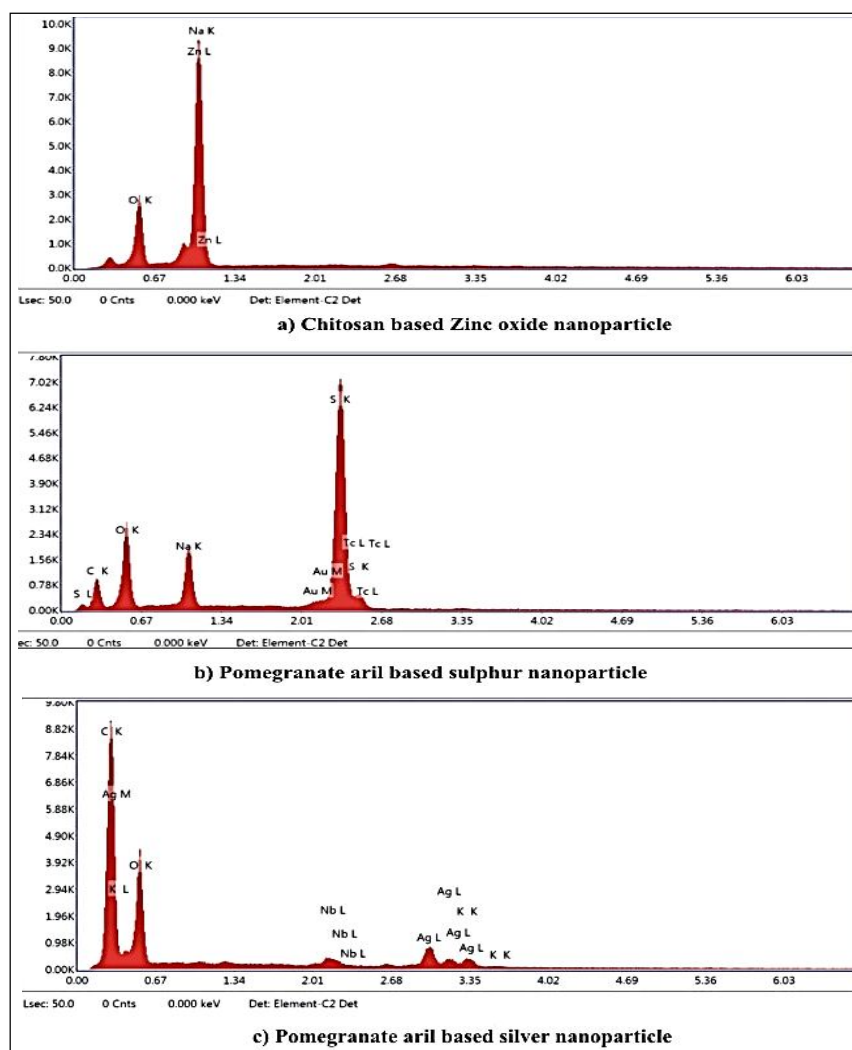 10.0K
9.0K
8.0K
7.0K
6.0K
5.0K
4.0K
3.0K
2.0K
1.0K
0.0K
Na K
Zn L
O K
Zn L
0.00 0.67 1.34 2.01 2.68 3.35 4.02 4.69 5.36 6.03
Lsec: 50.0 0 Cnts 0.000 keV Det: Element-C2 Det
a) Chitosan based Zinc oxide nanoparticle
7.80K
7.02K
6.24K
5.46K
4.68K
3.90K
3.12K
2.34K
1.56K
0.78K
0.00K
S K
O K
Na K
Tc L Tc L
C K
Au M
S K
S L
Au M
Tc L
0.00 0.67 1.34 2.01 2.68 3.35 4.02 4.69 5.36 6.03
sec: 50.0 0 Cnts 0.000 keV Det: Element-C2 Det
b) Pomegranate aril based sulphur nanoparticle
9.80K
8.82K
7.84K
6.86K
5.88K
4.90K
3.92K
2.94K
1.96K
0.98K
0.00K
C K
Ag M
O K
K L
Ag L
Nb L
K K
Nb L
Ag L
Ag L
Nb L
Ag L
K K
0.00 0.67 1.34 2.01 2.68 3.35 4.02 4.69 5.36 6.03
Lsec: 50.0 0 Cnts 0.000 keV Det: Element-C2 Det
c) Pomegranate aril based silver nanoparticle